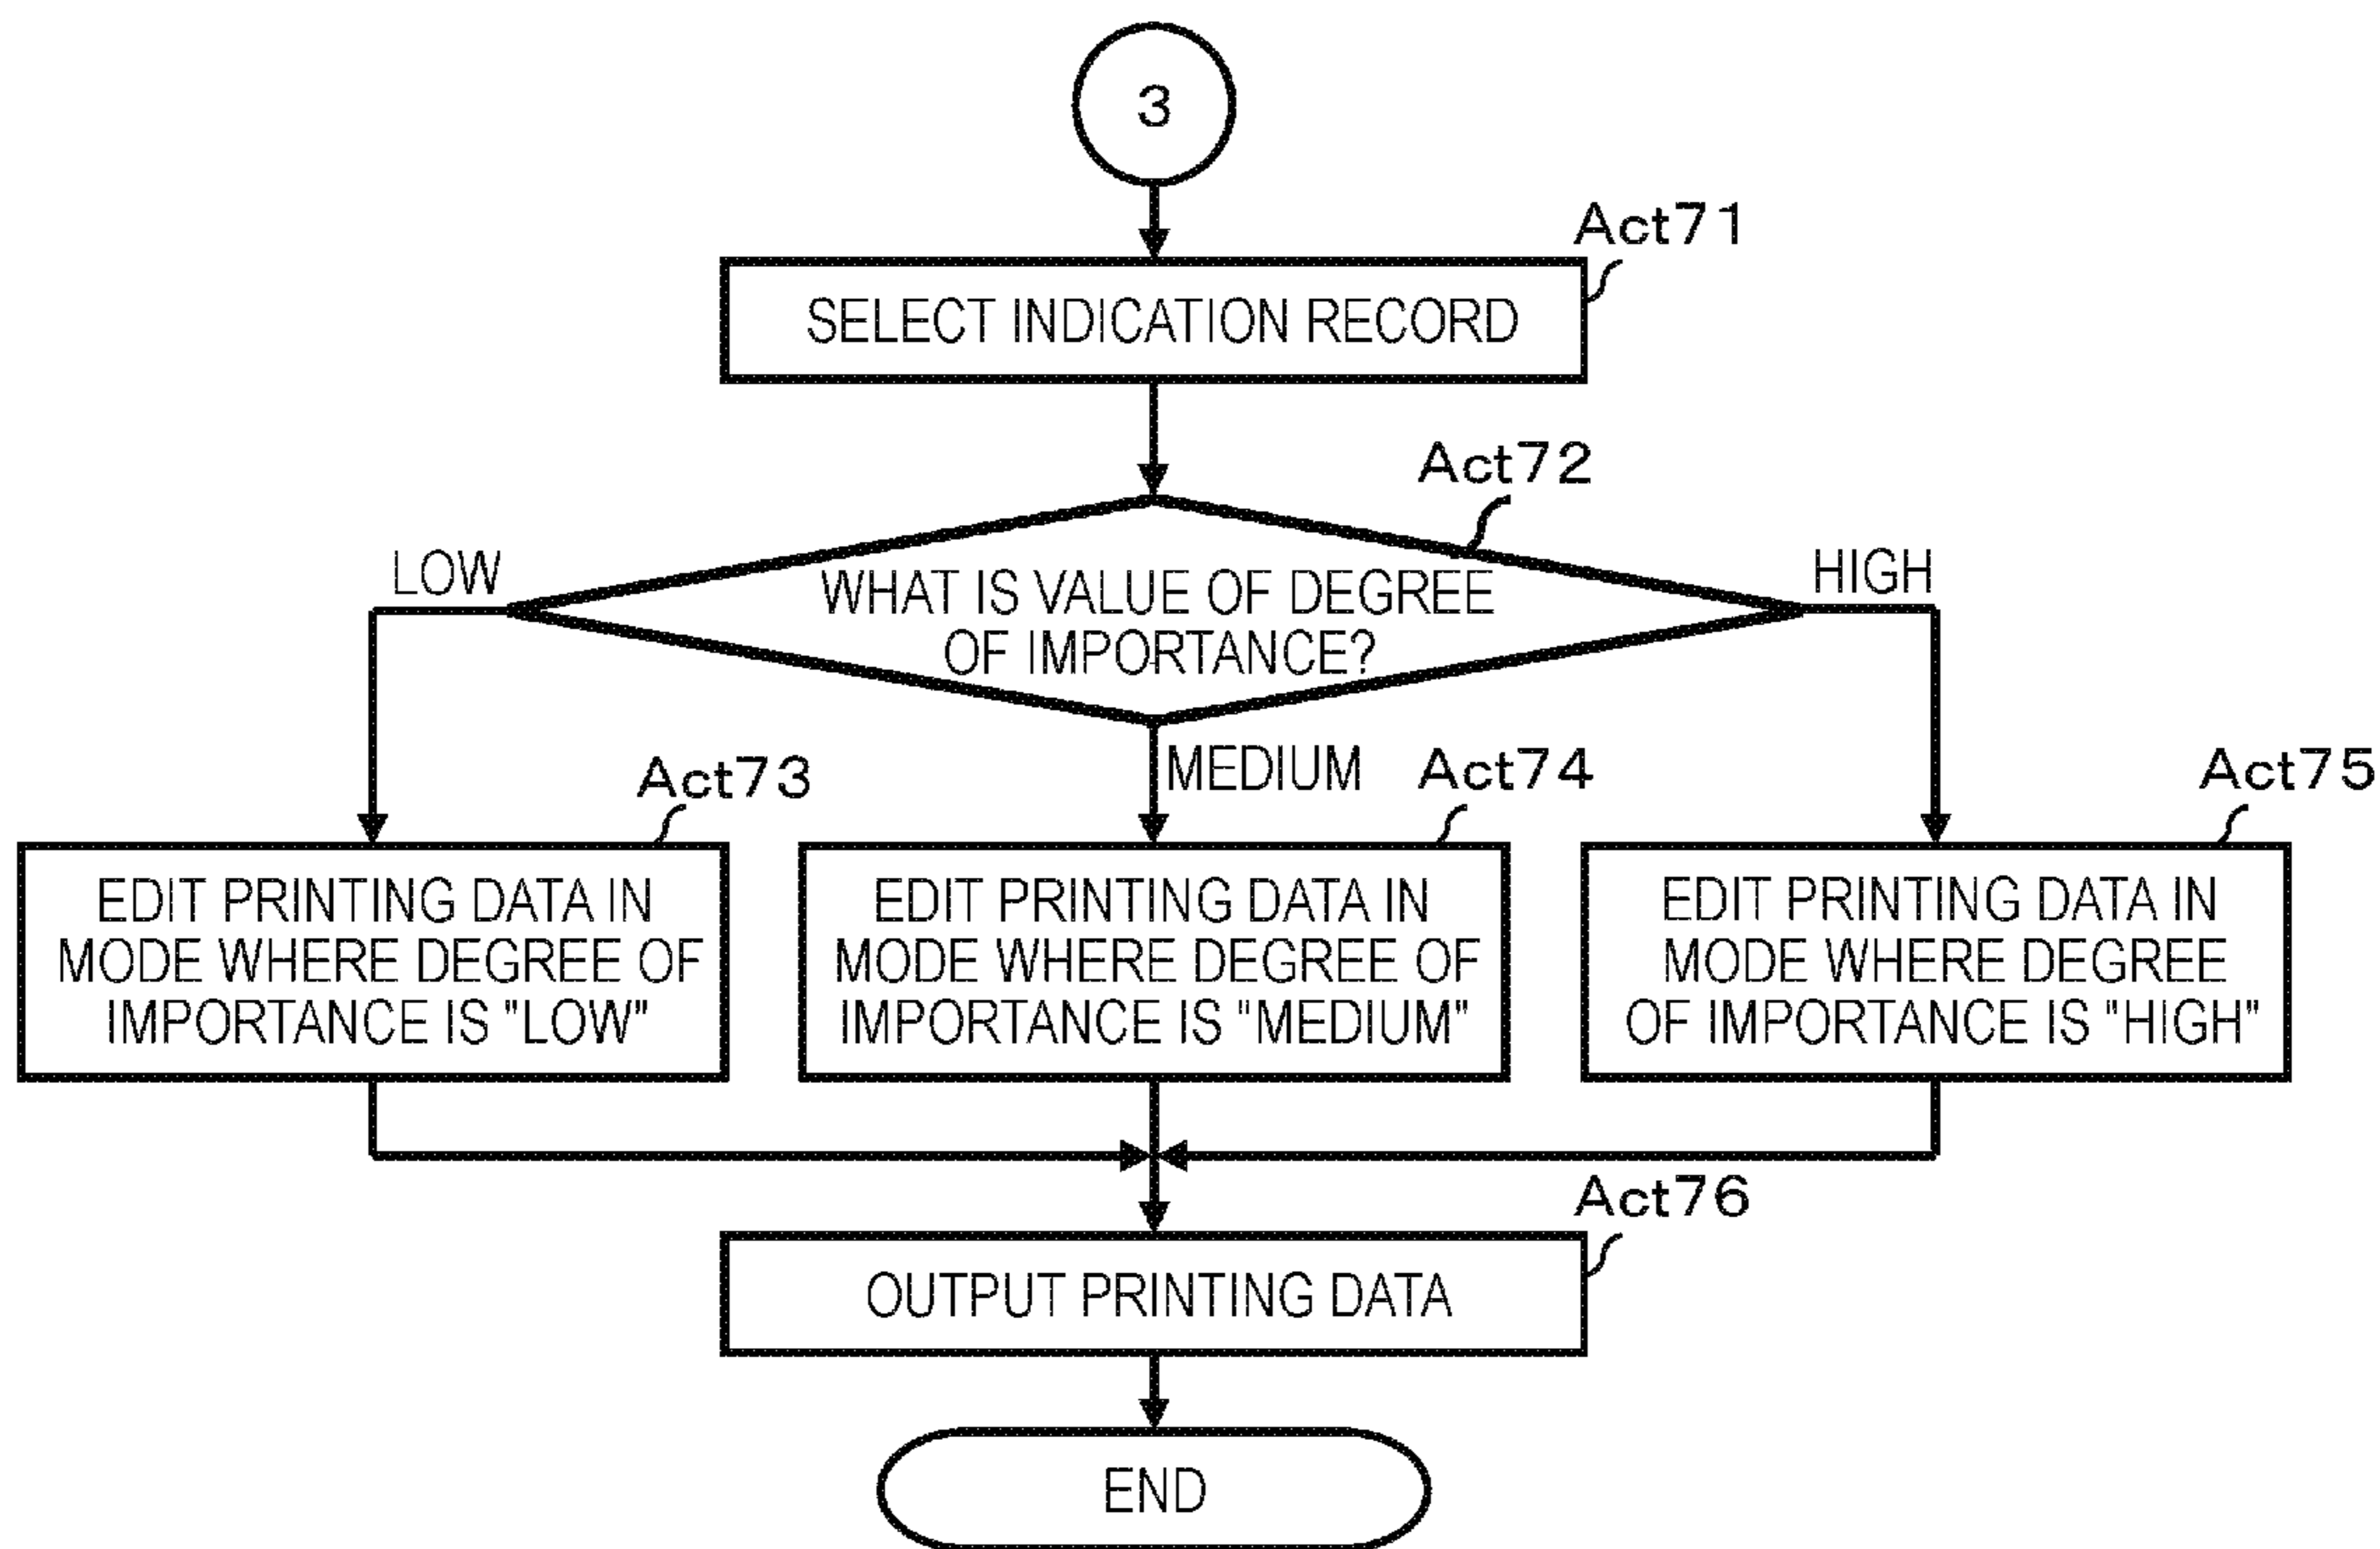 3
Act71
SELECT INDICATION RECORD
Act72
LOW
HIGH
WHAT IS VALUE OF DEGREE
OF IMPORTANCE?
MEDIUM
Act73
Act74
Act75
EDIT PRINTING DATA IN
MODE WHERE DEGREE OF
IMPORTANCE IS "LOW"
EDIT PRINTING DATA IN
MODE WHERE DEGREE OF
IMPORTANCE IS "MEDIUM"
EDIT PRINTING DATA IN
MODE WHERE DEGREE
OF IMPORTANCE IS "HIGH"
Act76
OUTPUT PRINTING DATA
END